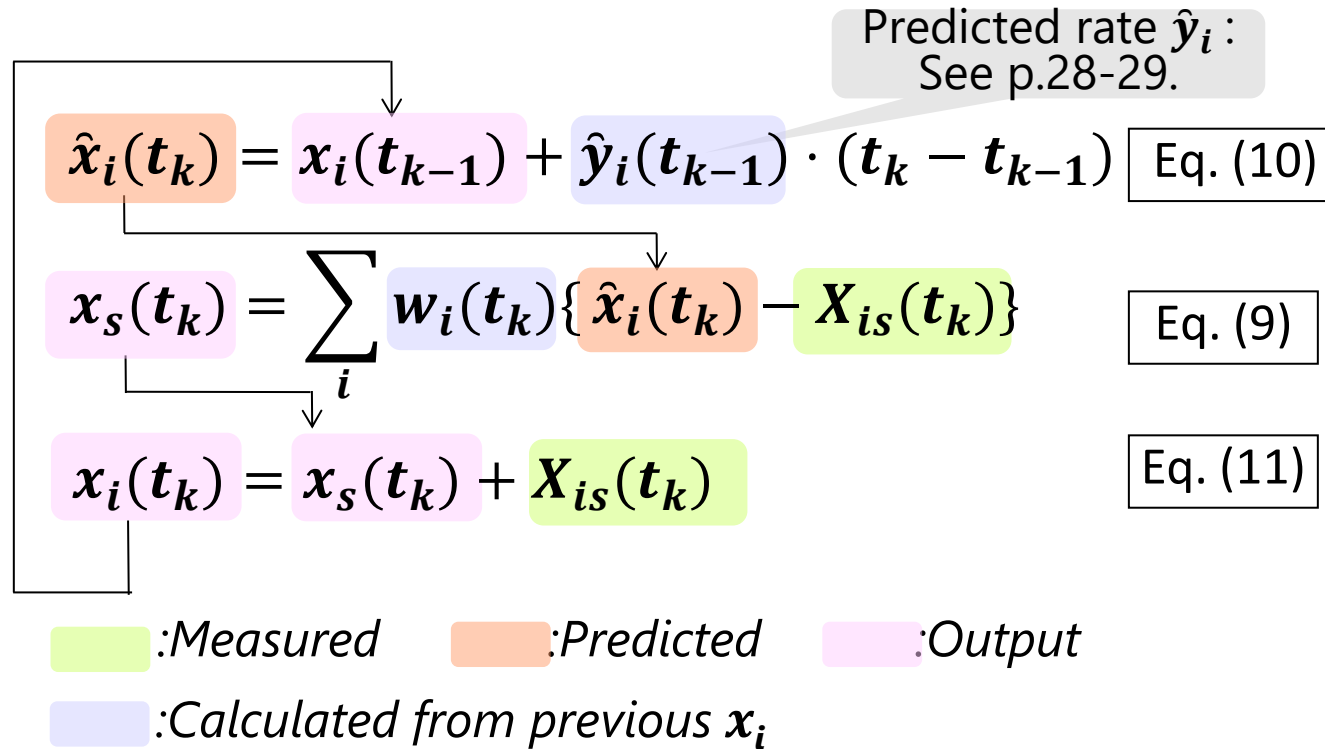 Predicted rate ŷᵢ :
See p.28-29.
x̂ᵢ(tₖ) = xᵢ(tₖ₋₁) + ŷᵢ(tₖ₋₁) · (tₖ − tₖ₋₁) Eq. (10)
xₛ(tₖ) = ∑ᵢ wᵢ(tₖ){ x̂ᵢ(tₖ) − Xᵢₛ(tₖ)} Eq. (9)
xᵢ(tₖ) = xₛ(tₖ) + Xᵢₛ(tₖ) Eq. (11)
:Measured :Predicted :Output
:Calculated from previous xᵢ